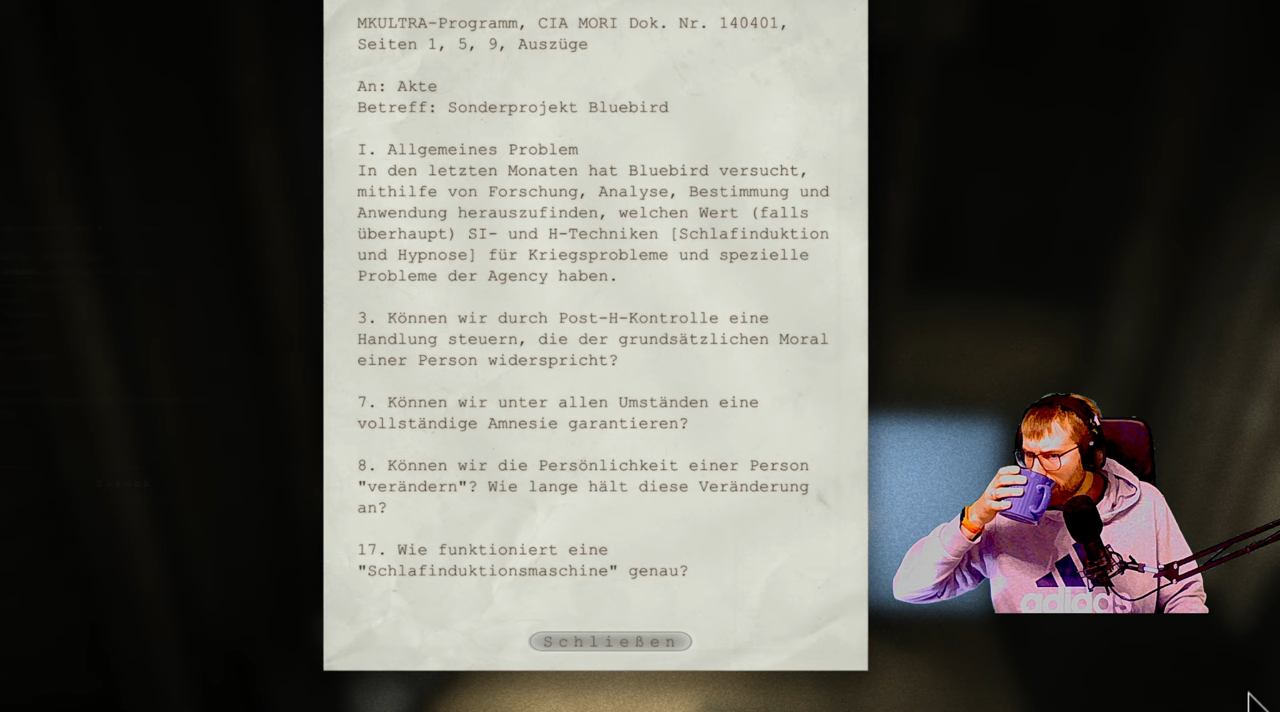 MKULTRA-Programm, CIA MORI Dok. Nr. 140401,
Seiten 1, 5, 9, Auszüge
An: Akte
Betreff: Sonderprojekt Bluebird
I. Allgemeines Problem
In den letzten Monaten hat Bluebird versucht,
mithilfe von Forschung, Analyse, Bestimmung und
Anwendung herauszufinden, welchen Wert (falls
überhaupt) SI- und H-Techniken [Schlafinduktion
und Hypnose] für Kriegsprobleme und spezielle
Probleme der Agency haben.
3. Können wir durch Post-H-Kontrolle eine
Handlung steuern, die der grundsätzlichen Moral
einer Person widerspricht?
7. Können wir unter allen Umständen eine
vollständige Amnesie garantieren?
8. Können wir die Persönlichkeit einer Person
"verändern"? Wie lange hält diese Veränderung
an?
17. Wie funktioniert eine
"Schlafinduktionsmaschine" genau?
Schließen
adidas